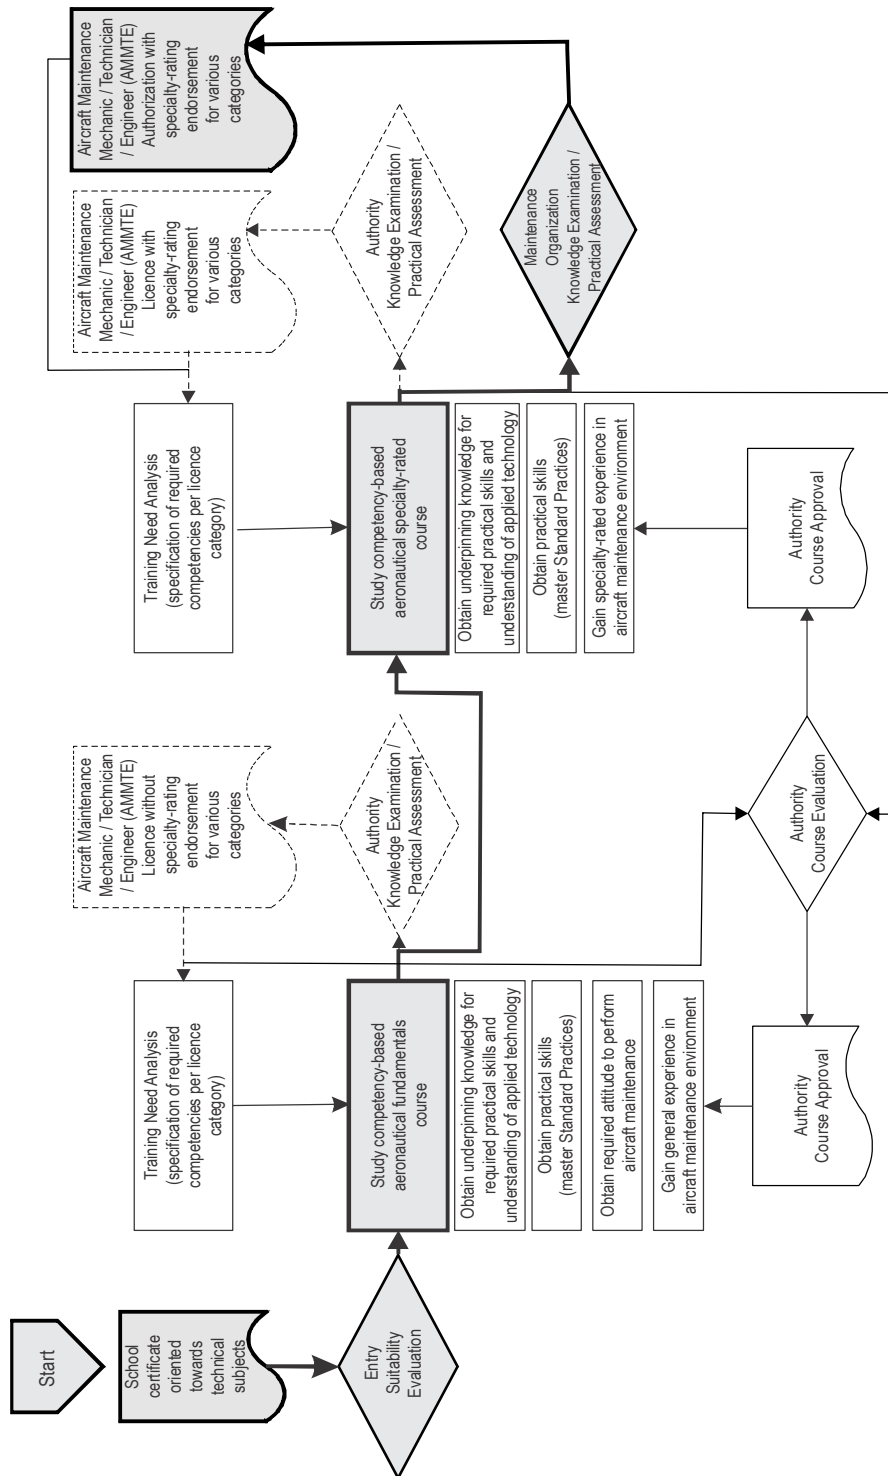 Start
School
certificate
oriented
towards
technical
subjects
Entry
Suitability
Evaluation
Training Need Analysis
(specification of required
competencies per licence
category)
Study competency-based
aeronautical fundamentals
course
Obtain underpinning knowledge for
required practical skills and
understanding of applied technology
Obtain practical skills
(master Standard Practices)
Obtain required attitude to perform
aircraft maintenance
Gain general experience in
aircraft maintenance environment
Authority
Course Approval
Aircraft Maintenance
Mechanic / Technician
/ Engineer (AMMTE)
Licence without
specialty-rating
endorsement
for various
categories
Authority
Knowledge Examination /
Practical Assessment
Authority
Course Evaluation
Training Need Analysis
(specification of required
competencies per licence
category)
Study competency-based
aeronautical specialty-rated
course
Obtain underpinning knowledge for
required practical skills and
understanding of applied technology
Obtain practical skills
(master Standard Practices)
Gain specialty-rated experience in
aircraft maintenance environment
Authority
Course Approval
Aircraft Maintenance
Mechanic / Technician
/ Engineer (AMMTE)
Licence with
specialty-rating
endorsement
for various
categories
Authority
Knowledge Examination /
Practical Assessment
Aircraft Maintenance
Mechanic / Technician
/ Engineer (AMMTE)
Authorization with
specialty-rating
endorsement
for various
categories
Maintenance
Organization
Knowledge Examination /
Practical Assessment